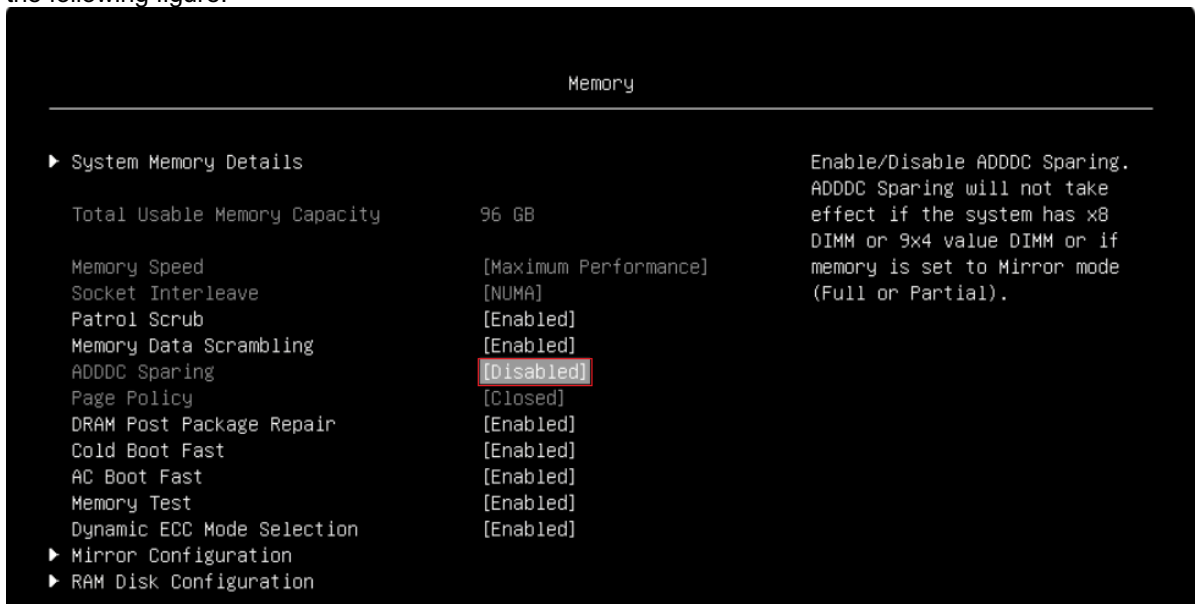 the following figure.
Memory
▶ System Memory Details
Total Usable Memory Capacity 96 GB
Memory Speed [Maximum Performance]
Socket Interleave [NUMA]
Patrol Scrub [Enabled]
Memory Data Scrambling [Enabled]
ADDDC Sparing [Disabled]
Page Policy [Closed]
DRAM Post Package Repair [Enabled]
Cold Boot Fast [Enabled]
AC Boot Fast [Enabled]
Memory Test [Enabled]
Dynamic ECC Mode Selection [Enabled]
▶ Mirror Configuration
▶ RAM Disk Configuration
Enable/Disable ADDDC Sparing.
ADDDC Sparing will not take
effect if the system has x8
DIMM or 9x4 value DIMM or if
memory is set to Mirror mode
(Full or Partial).